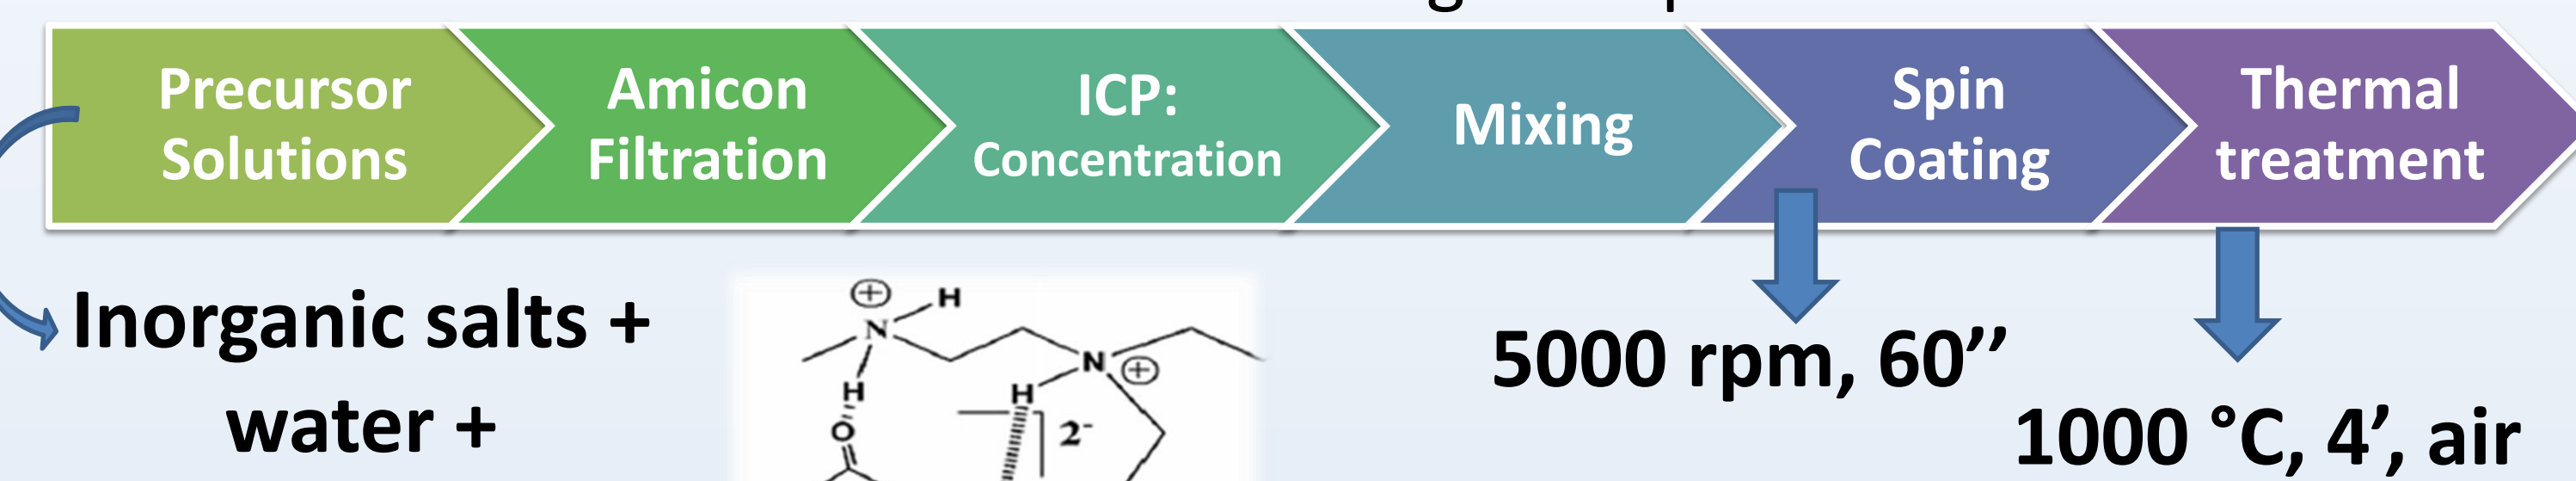 Precursor
Solutions
Amicon
Filtration
ICP:
Concentration
Mixing
Spin
Coating
Thermal
treatment
Inorganic salts +
water +
⊕
H
N
H
O
N
⊕
H
2-
5000 rpm, 60’’
1000 °C, 4’, air